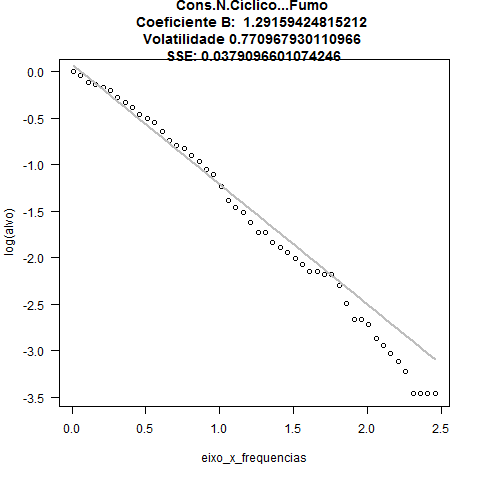 Cons.N.Ciclico...Fumo
Coeficiente B:  1.29159424815212
Volatilidade 0.770967930110966
SSE: 0.0379096601074246
0.0
-0.5
-1.0
-1.5
-2.0
-2.5
-3.0
-3.5
log(alvo)
0.0 0.5 1.0 1.5 2.0 2.5
eixo_x_frequencias